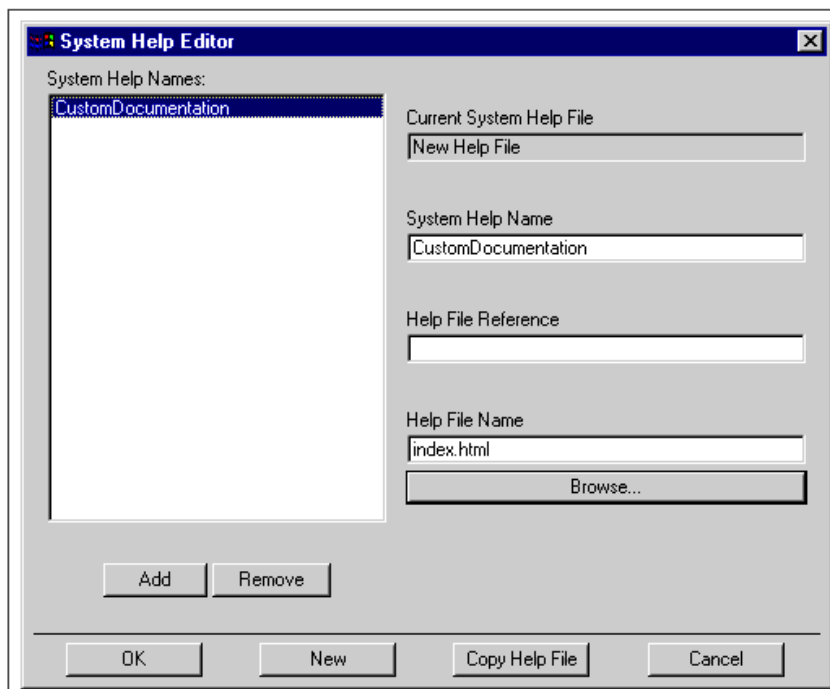 System Help Editor
System Help Names:
CustomDocumentation
Current System Help File
New Help File
System Help Name
CustomDocumentation
Help File Reference
Help File Name
index.html
Browse...
Add Remove
OK New Copy Help File Cancel